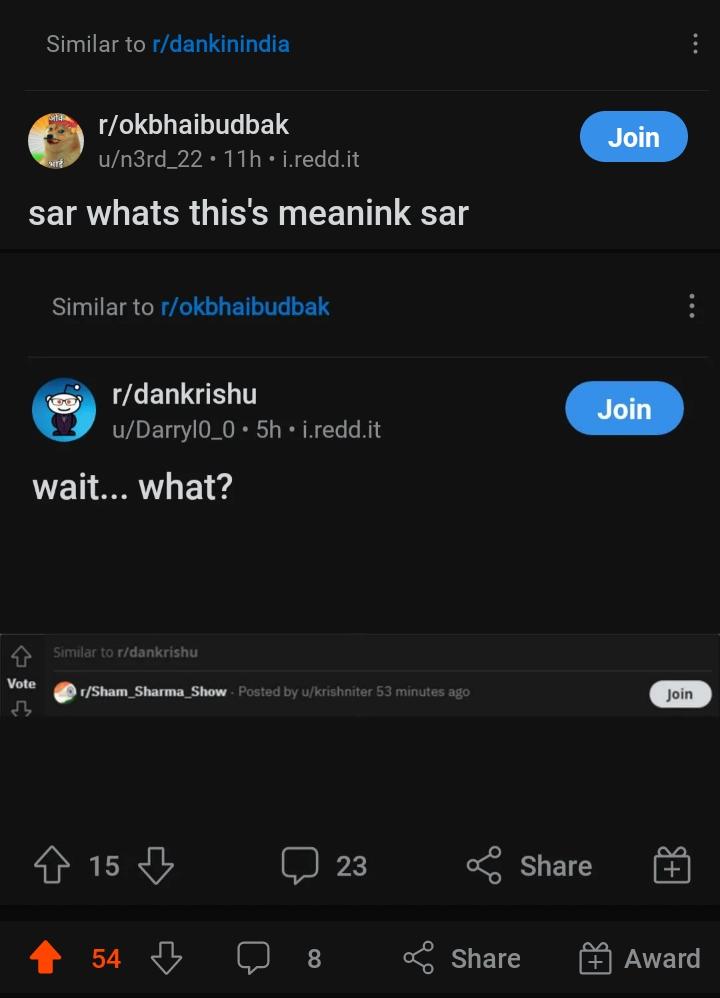 Similar to r/dankinindia
r/okbhaibudbak
Join
u/n3rd_22 • 11h • i.redd.it
sar whats this's meanink sar
Similar to r/okbhaibudbak
r/dankrishu
Join
u/Darryl0_0 • 5h • i.redd.it
wait... what?
Similar to r/dankrishu
Vote
r/Sham_Sharma_Show · Posted by u/krishniter 53 minutes ago
Join
15
23
Share
54
8
Share
Award